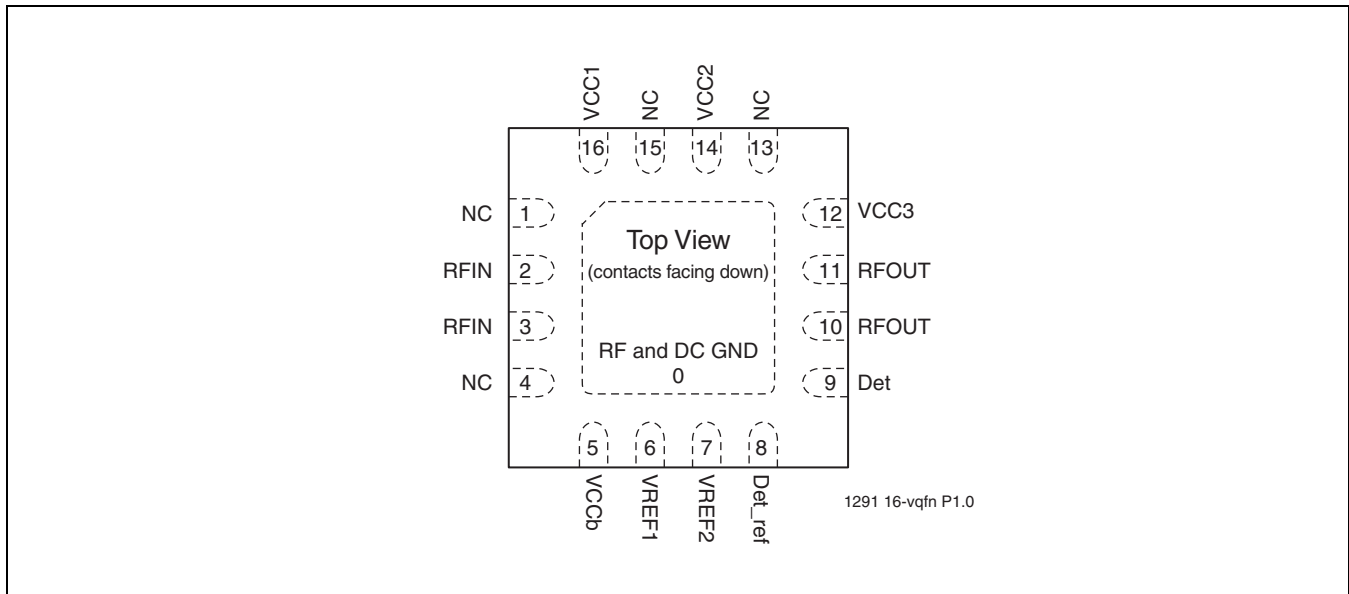 VCC1
NC
VCC2
NC
16
15
14
13
NC 1
12 VCC3
Top View
RFIN 2
(contacts facing down)
11 RFOUT
RFIN 3
10 RFOUT
RF and DC GND
0
NC 4
9 Det
5
6
7
8
VCCb
VREF1
VREF2
Det_ref
1291 16-vqfn P1.0